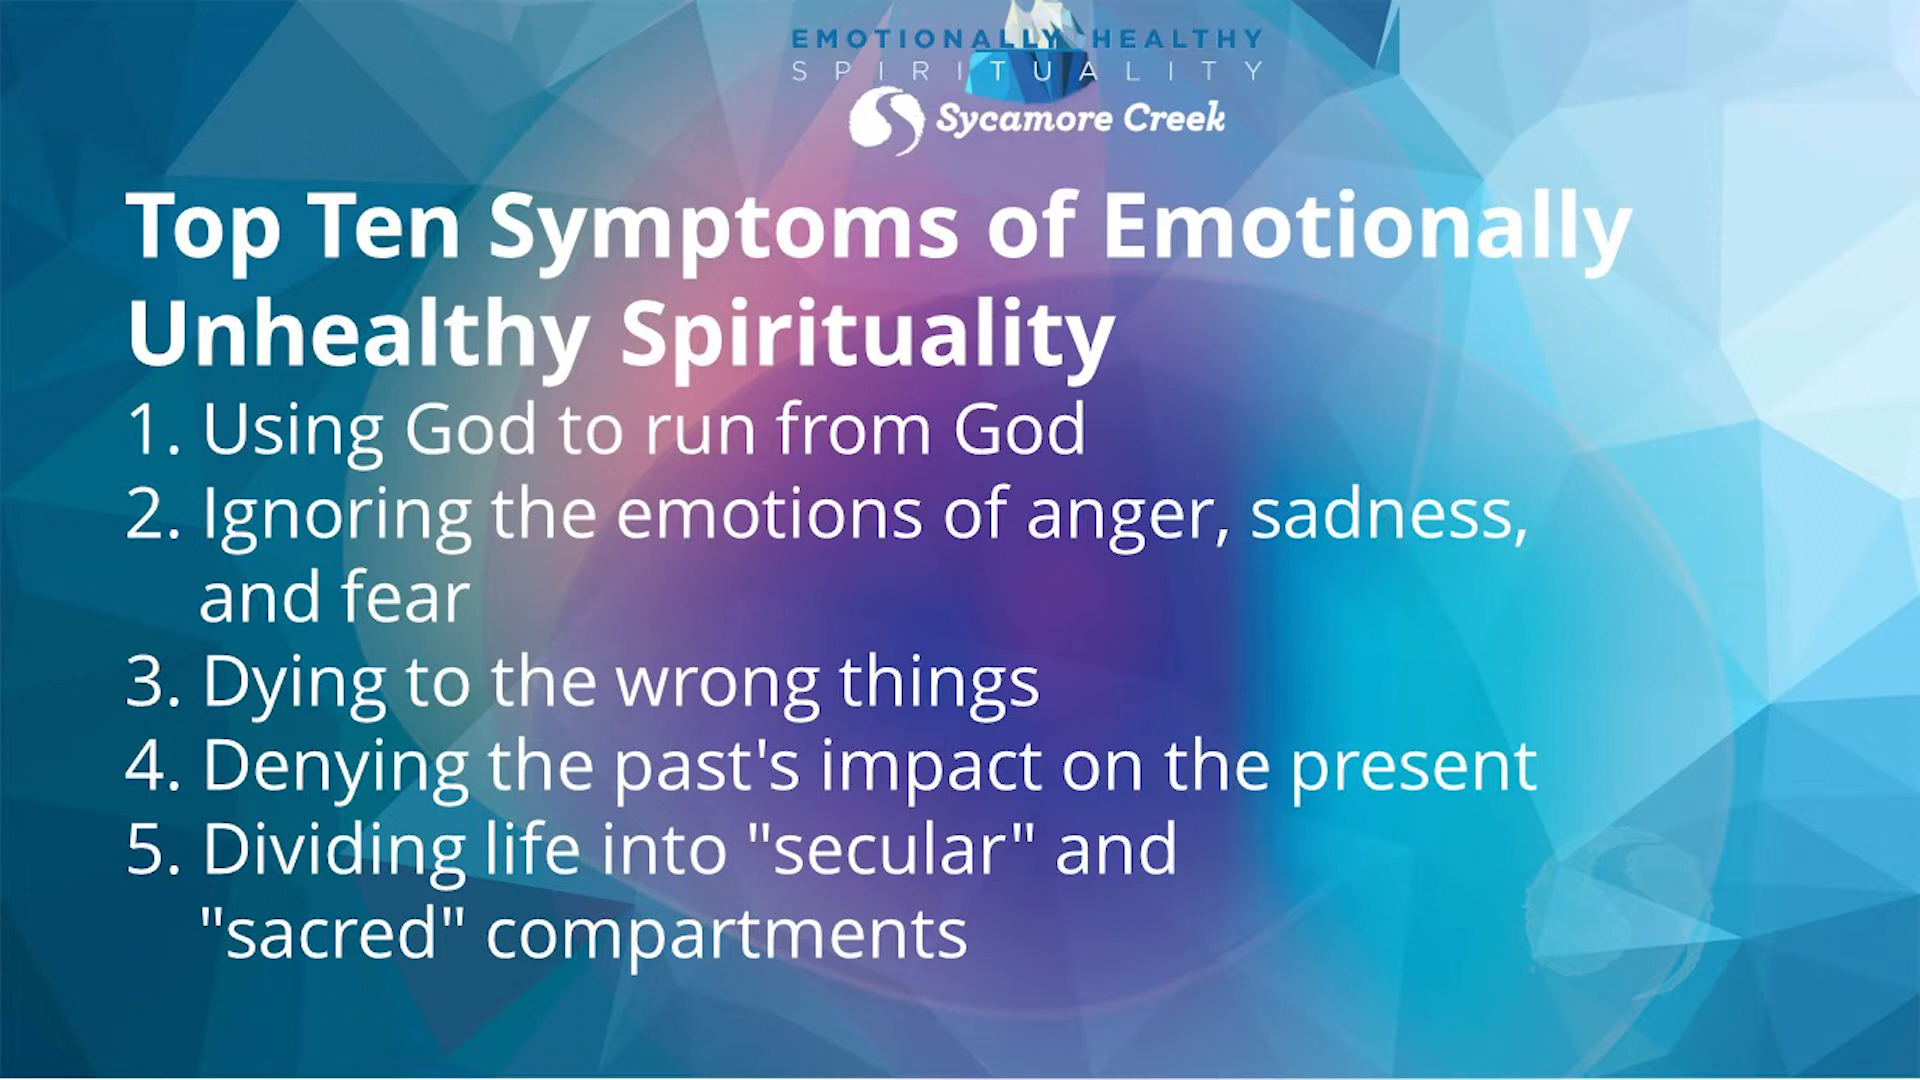 EMOTIONALLY HEALTHY
SPIRITUALITY
Sycamore Creek
Top Ten Symptoms of Emotionally
Unhealthy Spirituality
1. Using God to run from God
2. Ignoring the emotions of anger, sadness,
and fear
3. Dying to the wrong things
4. Denying the past's impact on the present
5. Dividing life into "secular" and
"sacred" compartments